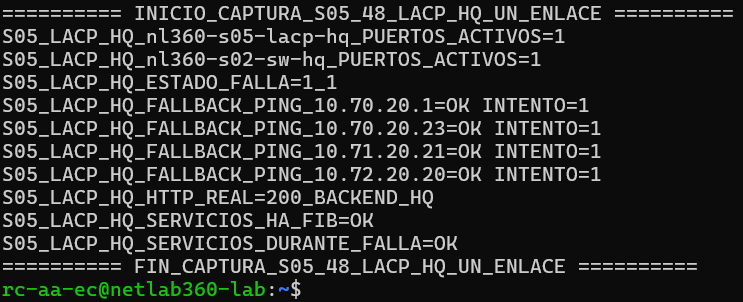 ========== INICIO_CAPTURA_S05_48_LACP_HQ_UN_ENLACE ==========
S05_LACP_HQ_nl360-s05-lacp-hq_PUERTOS_ACTIVOS=1
S05_LACP_HQ_nl360-s02-sw-hq_PUERTOS_ACTIVOS=1
S05_LACP_HQ_ESTADO_FALLA=1_1
S05_LACP_HQ_FALLBACK_PING_10.70.20.1=OK INTENTO=1
S05_LACP_HQ_FALLBACK_PING_10.70.20.23=OK INTENTO=1
S05_LACP_HQ_FALLBACK_PING_10.71.20.21=OK INTENTO=1
S05_LACP_HQ_FALLBACK_PING_10.72.20.20=OK INTENTO=1
S05_LACP_HQ_HTTP_REAL=200_BACKEND_HQ
S05_LACP_HQ_SERVICIOS_HA_FIB=OK
S05_LACP_HQ_SERVICIOS_DURANTE_FALLA=OK
========== FIN_CAPTURA_S05_48_LACP_HQ_UN_ENLACE ==========
rc-aa-ec@netlab360-lab:~$